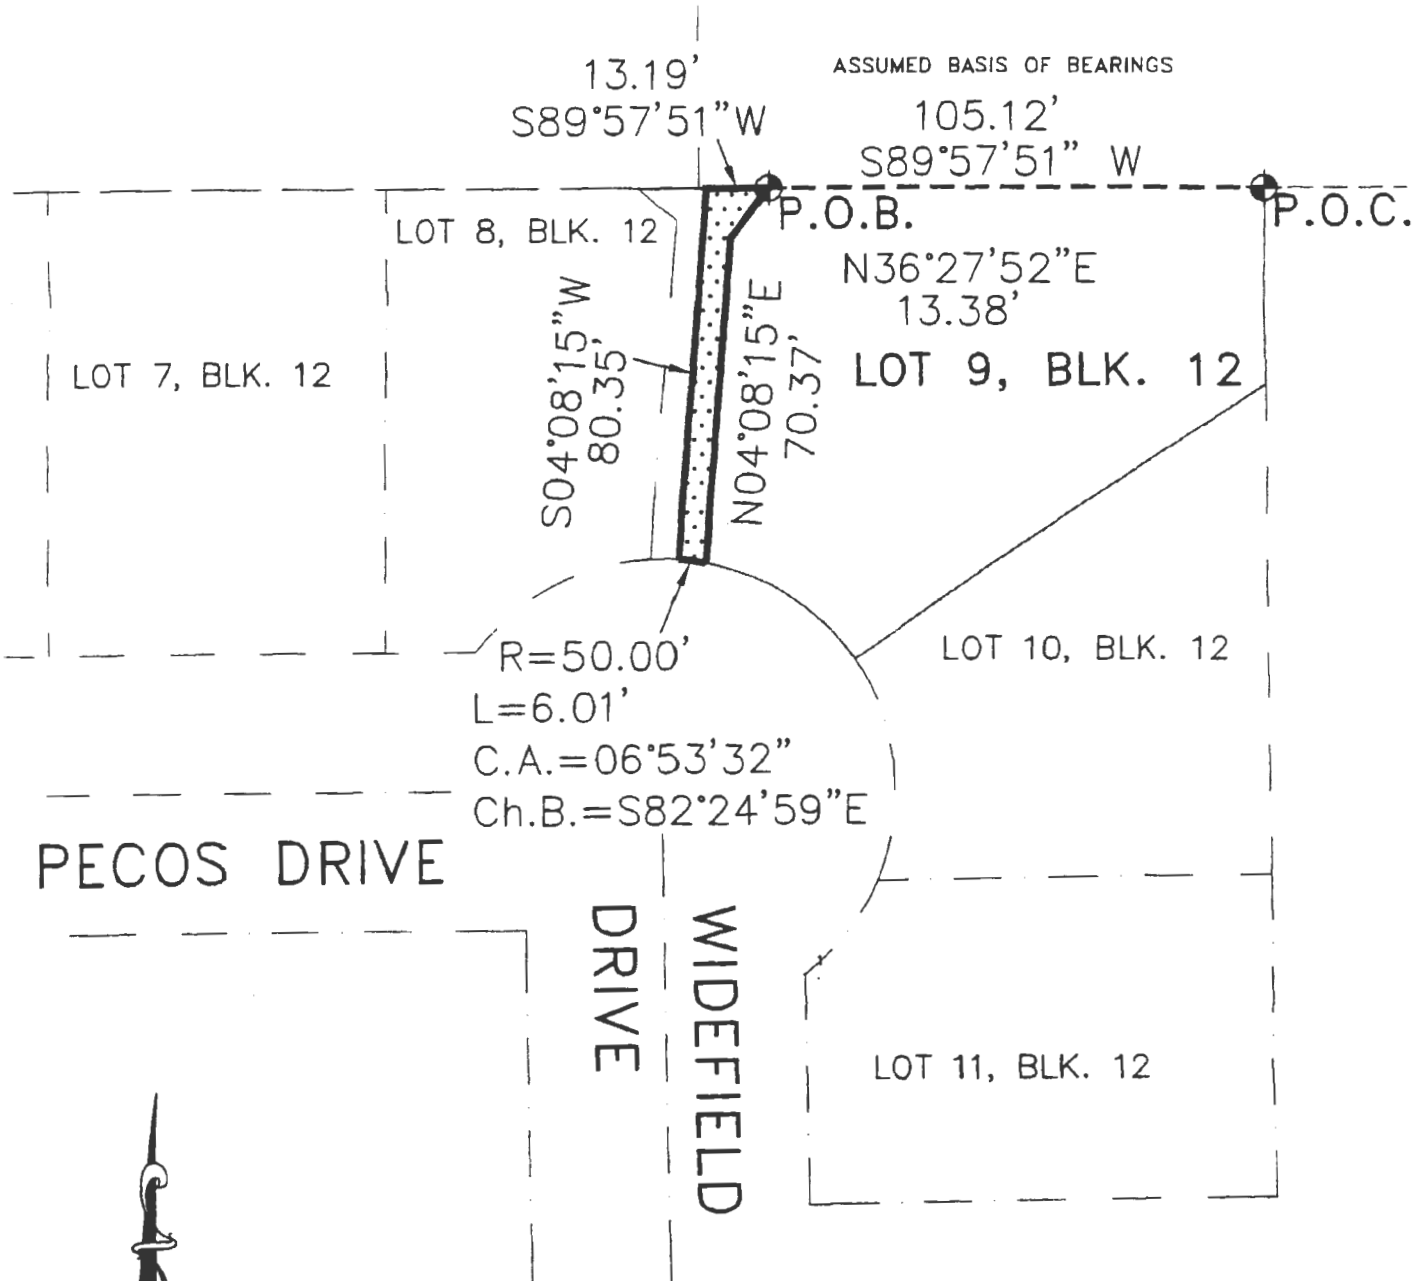 13.19'
S89°57'51"W
ASSUMED BASIS OF BEARINGS
105.12'
S89°57'51" W
P.O.B.
P.O.C.
LOT 8, BLK. 12
N36°27'52"E
13.38'
LOT 7, BLK. 12
S04°08'15"W
80.35'
N04°08'15"E
70.37'
LOT 9, BLK. 12
LOT 10, BLK. 12
R=50.00'
L=6.01'
C.A.=06°53'32"
Ch.B.=S82°24'59"E
PECOS DRIVE
WIDEFIELD
DRIVE
LOT 11, BLK. 12